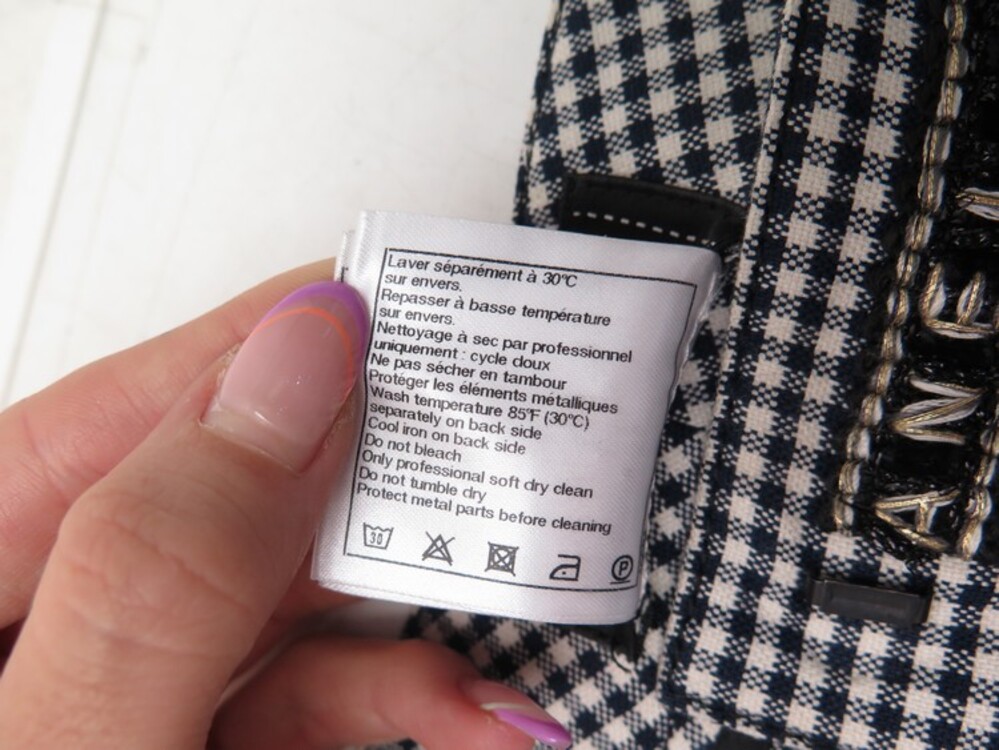 Laver séparément à 30°C
sur envers.
Repasser à basse température
sur envers.
Nettoyage à sec par professionnel
uniquement : cycle doux
Ne pas sécher en tambour
Protéger les éléments métalliques
Wash temperature 85°F (30°C)
separately on back side
Cool iron on back side
Do not bleach
Only professional soft dry clean
Do not tumble dry
Protect metal parts before cleaning
30 P
ANE